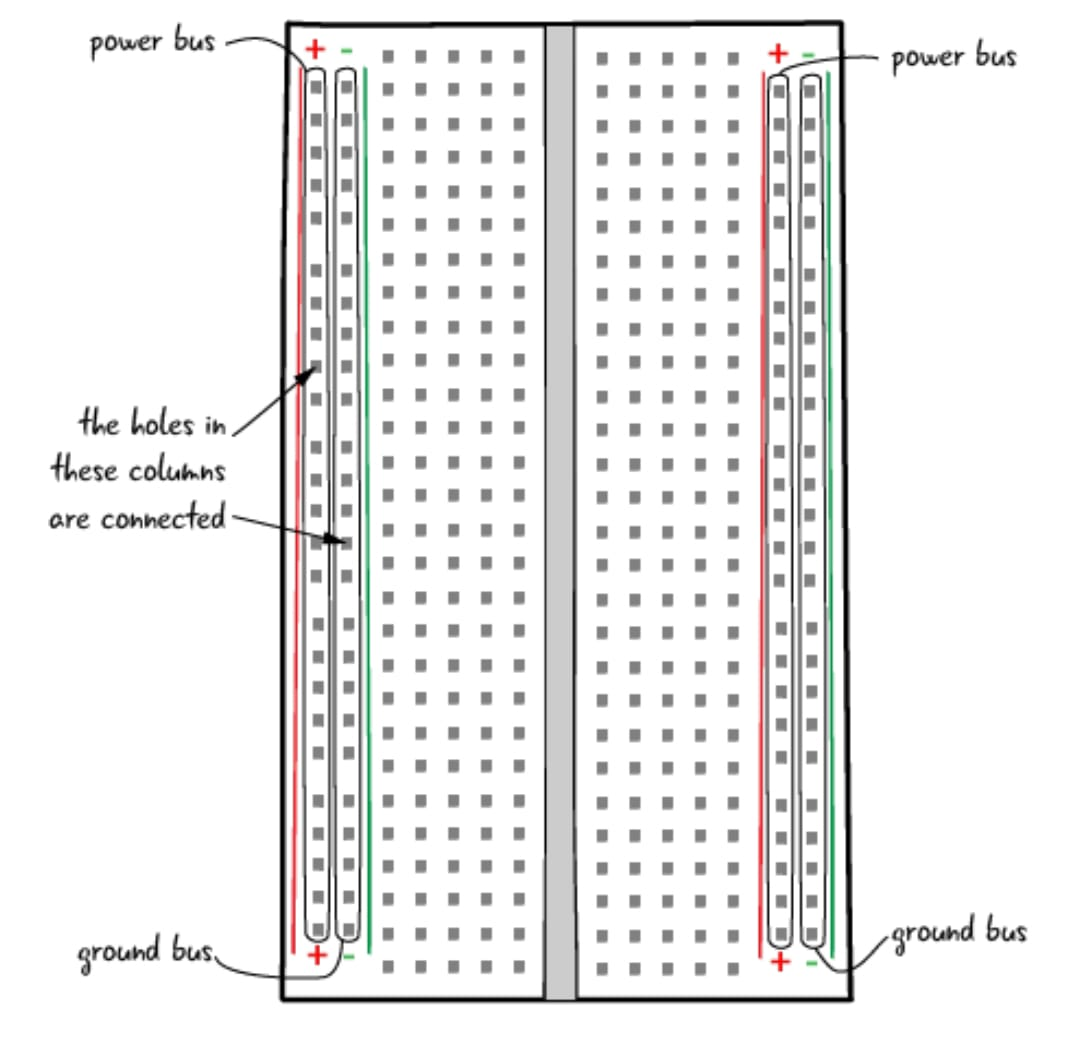 power bus
+ -
+ -
power bus
the holes in
these columns
are connected
ground bus
+ -
+ -
ground bus